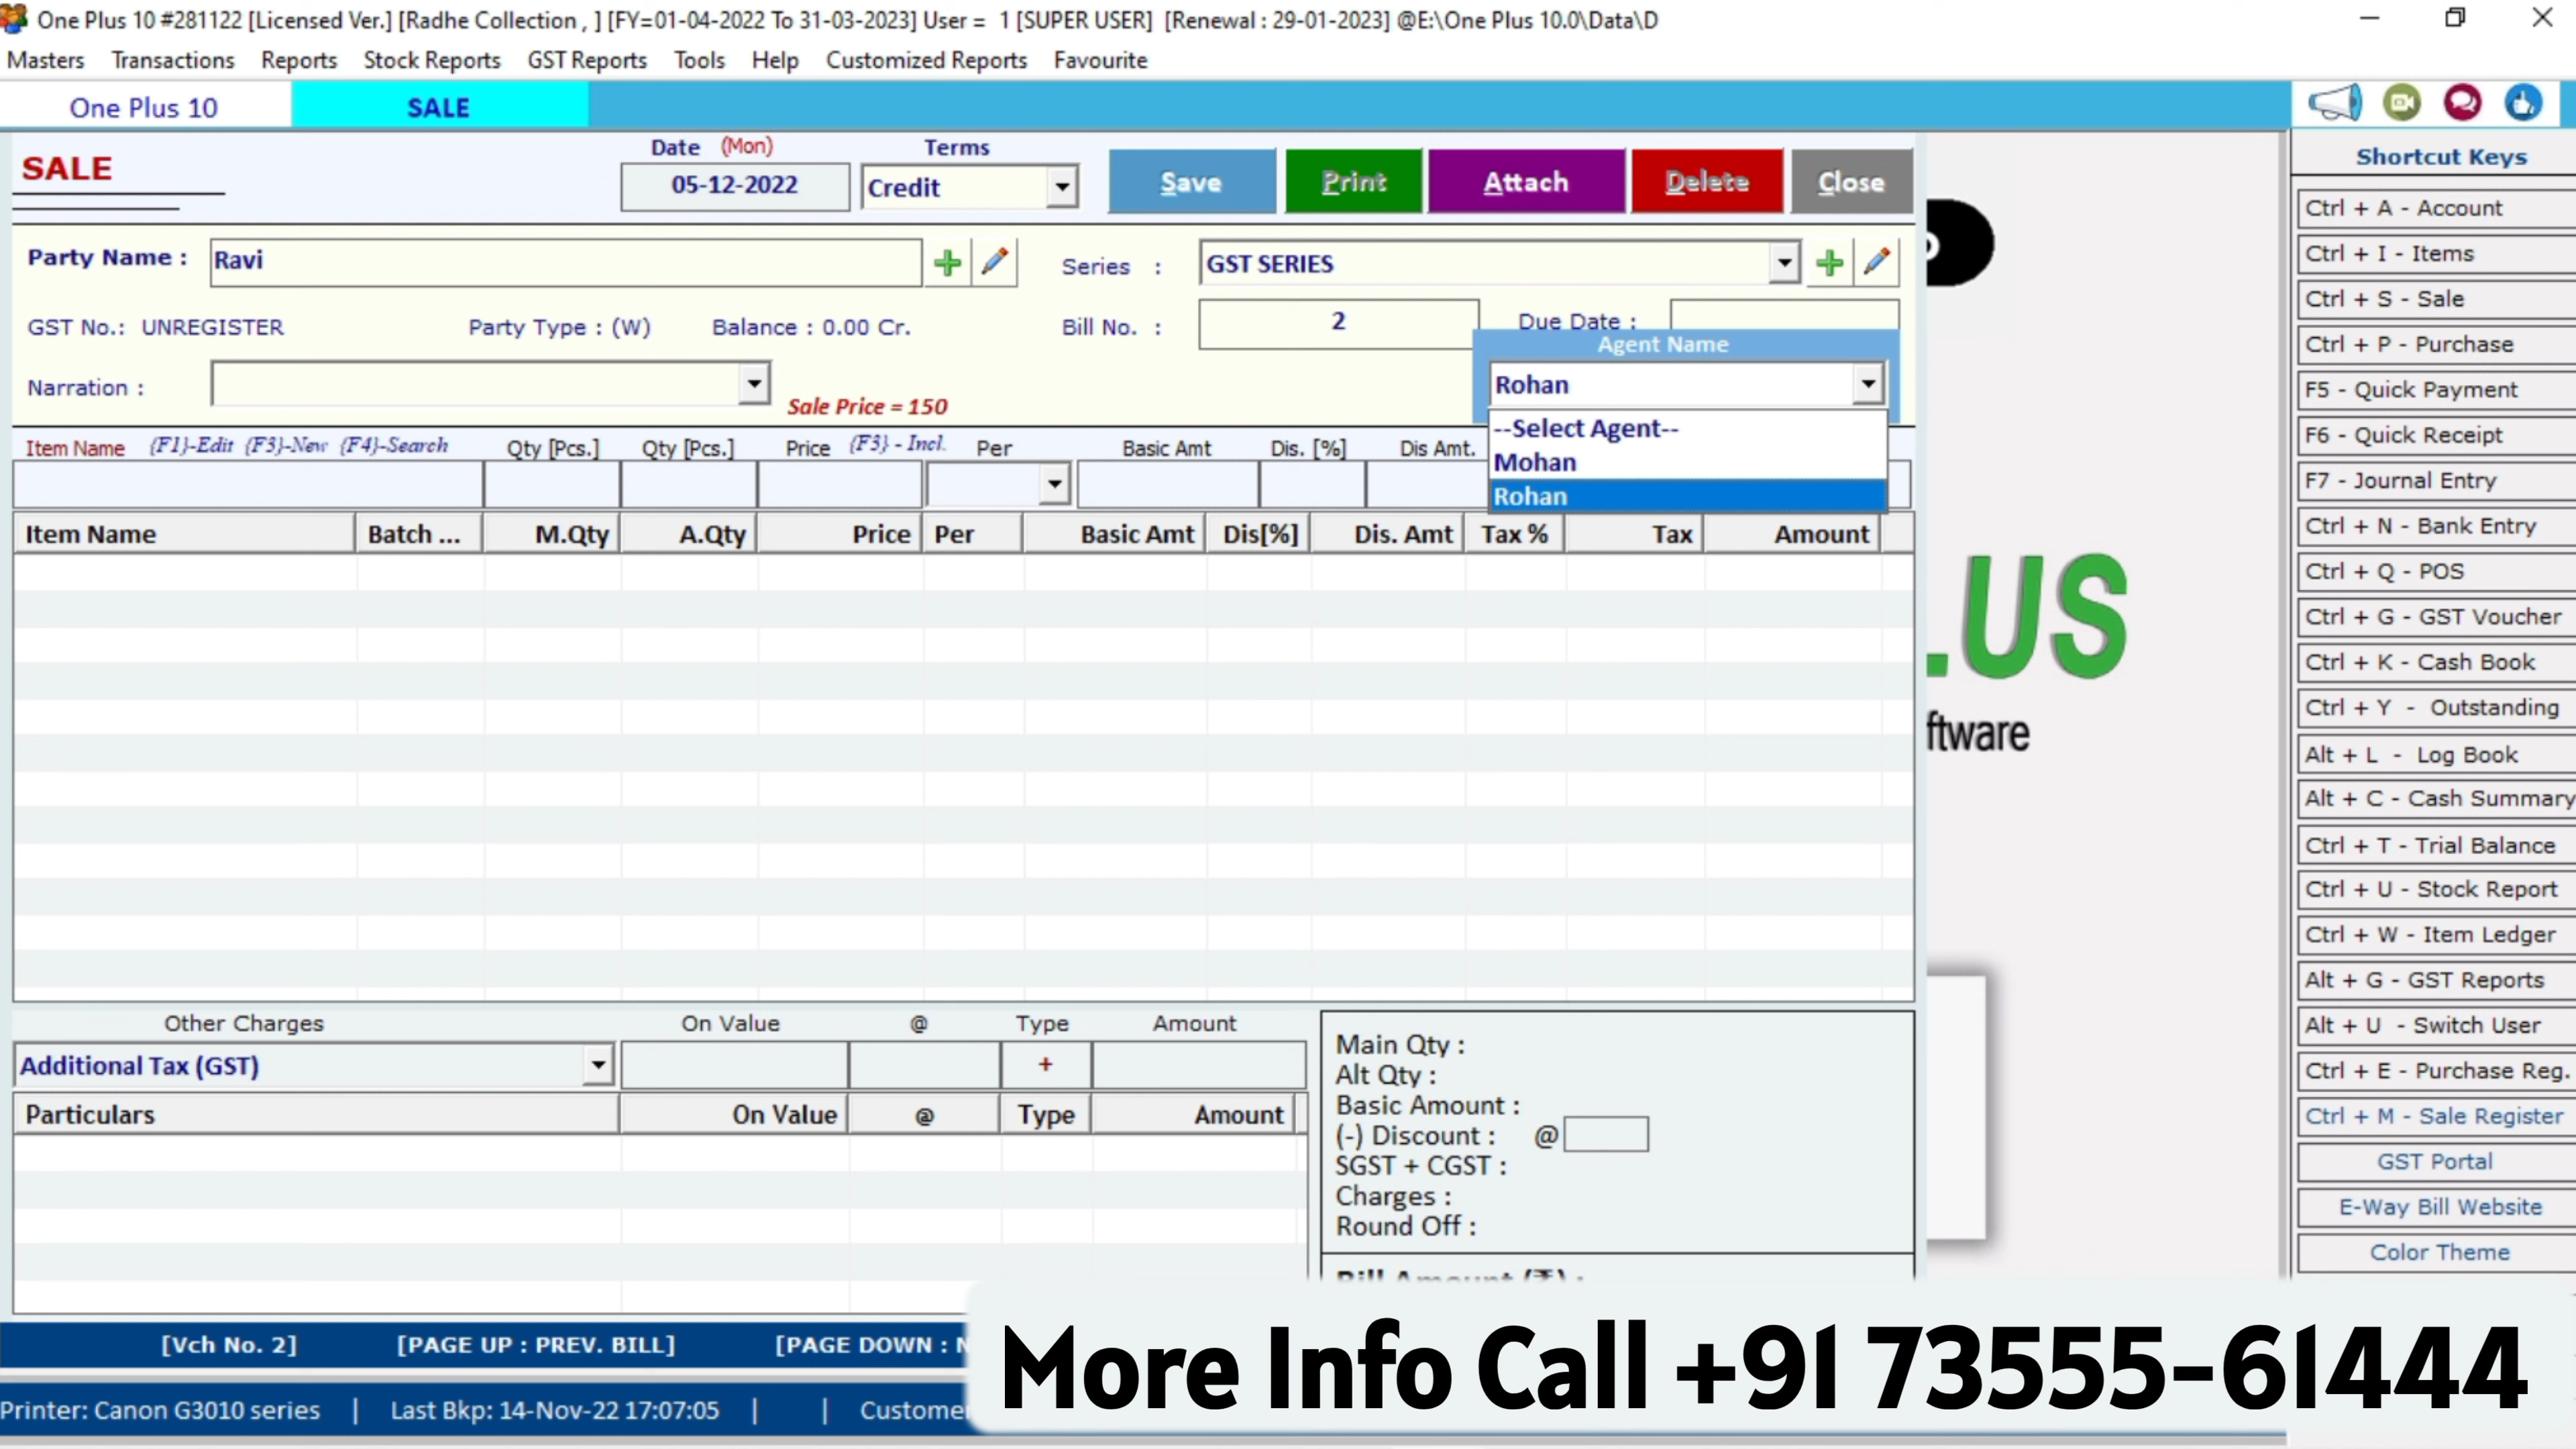 One Plus 10 #281122 [Licensed Ver.] [Radhe Collection , ] [FY=01-04-2022 To 31-03-2023] User = 1 [SUPER USER] [Renewal : 29-01-2023] @E:\One Plus 10.0\Data\D
Masters Transactions Reports Stock Reports GST Reports Tools Help Customized Reports Favourite
One Plus 10 SALE
SALE
Date (Mon) Terms
05-12-2022 Credit Save Print Attach Delete Close
Party Name : Ravi Series : GST SERIES
GST No.: UNREGISTER Party Type : (W) Balance : 0.00 Cr. Bill No. : 2 Due Date :
Agent Name
Narration : Rohan
Sale Price = 150
--Select Agent--
Mohan
Rohan
Item Name {F1}-Edit {F3}-New {F4}-Search Qty [Pcs.] Qty [Pcs.] Price {F3} - Incl. Per Basic Amt Dis. [%] Dis Amt.
Item Name Batch ... M.Qty A.Qty Price Per Basic Amt Dis[%] Dis. Amt Tax % Tax Amount
Other Charges On Value @ Type Amount
Additional Tax (GST) +
Particulars On Value @ Type Amount
Main Qty :
Alt Qty :
Basic Amount :
(-) Discount : @
SGST + CGST :
Charges :
Round Off :
Bill Amount (₹) :
[Vch No. 2] [PAGE UP : PREV. BILL] [PAGE DOWN : N
Printer: Canon G3010 series | Last Bkp: 14-Nov-22 17:07:05 | | Custome
More Info Call +91 73555-61444
Shortcut Keys
Ctrl + A - Account
Ctrl + I - Items
Ctrl + S - Sale
Ctrl + P - Purchase
F5 - Quick Payment
F6 - Quick Receipt
F7 - Journal Entry
Ctrl + N - Bank Entry
Ctrl + Q - POS
Ctrl + G - GST Voucher
Ctrl + K - Cash Book
Ctrl + Y - Outstanding
Alt + L - Log Book
Alt + C - Cash Summary
Ctrl + T - Trial Balance
Ctrl + U - Stock Report
Ctrl + W - Item Ledger
Alt + G - GST Reports
Alt + U - Switch User
Ctrl + E - Purchase Reg.
Ctrl + M - Sale Register
GST Portal
E-Way Bill Website
Color Theme
LUS
ftware